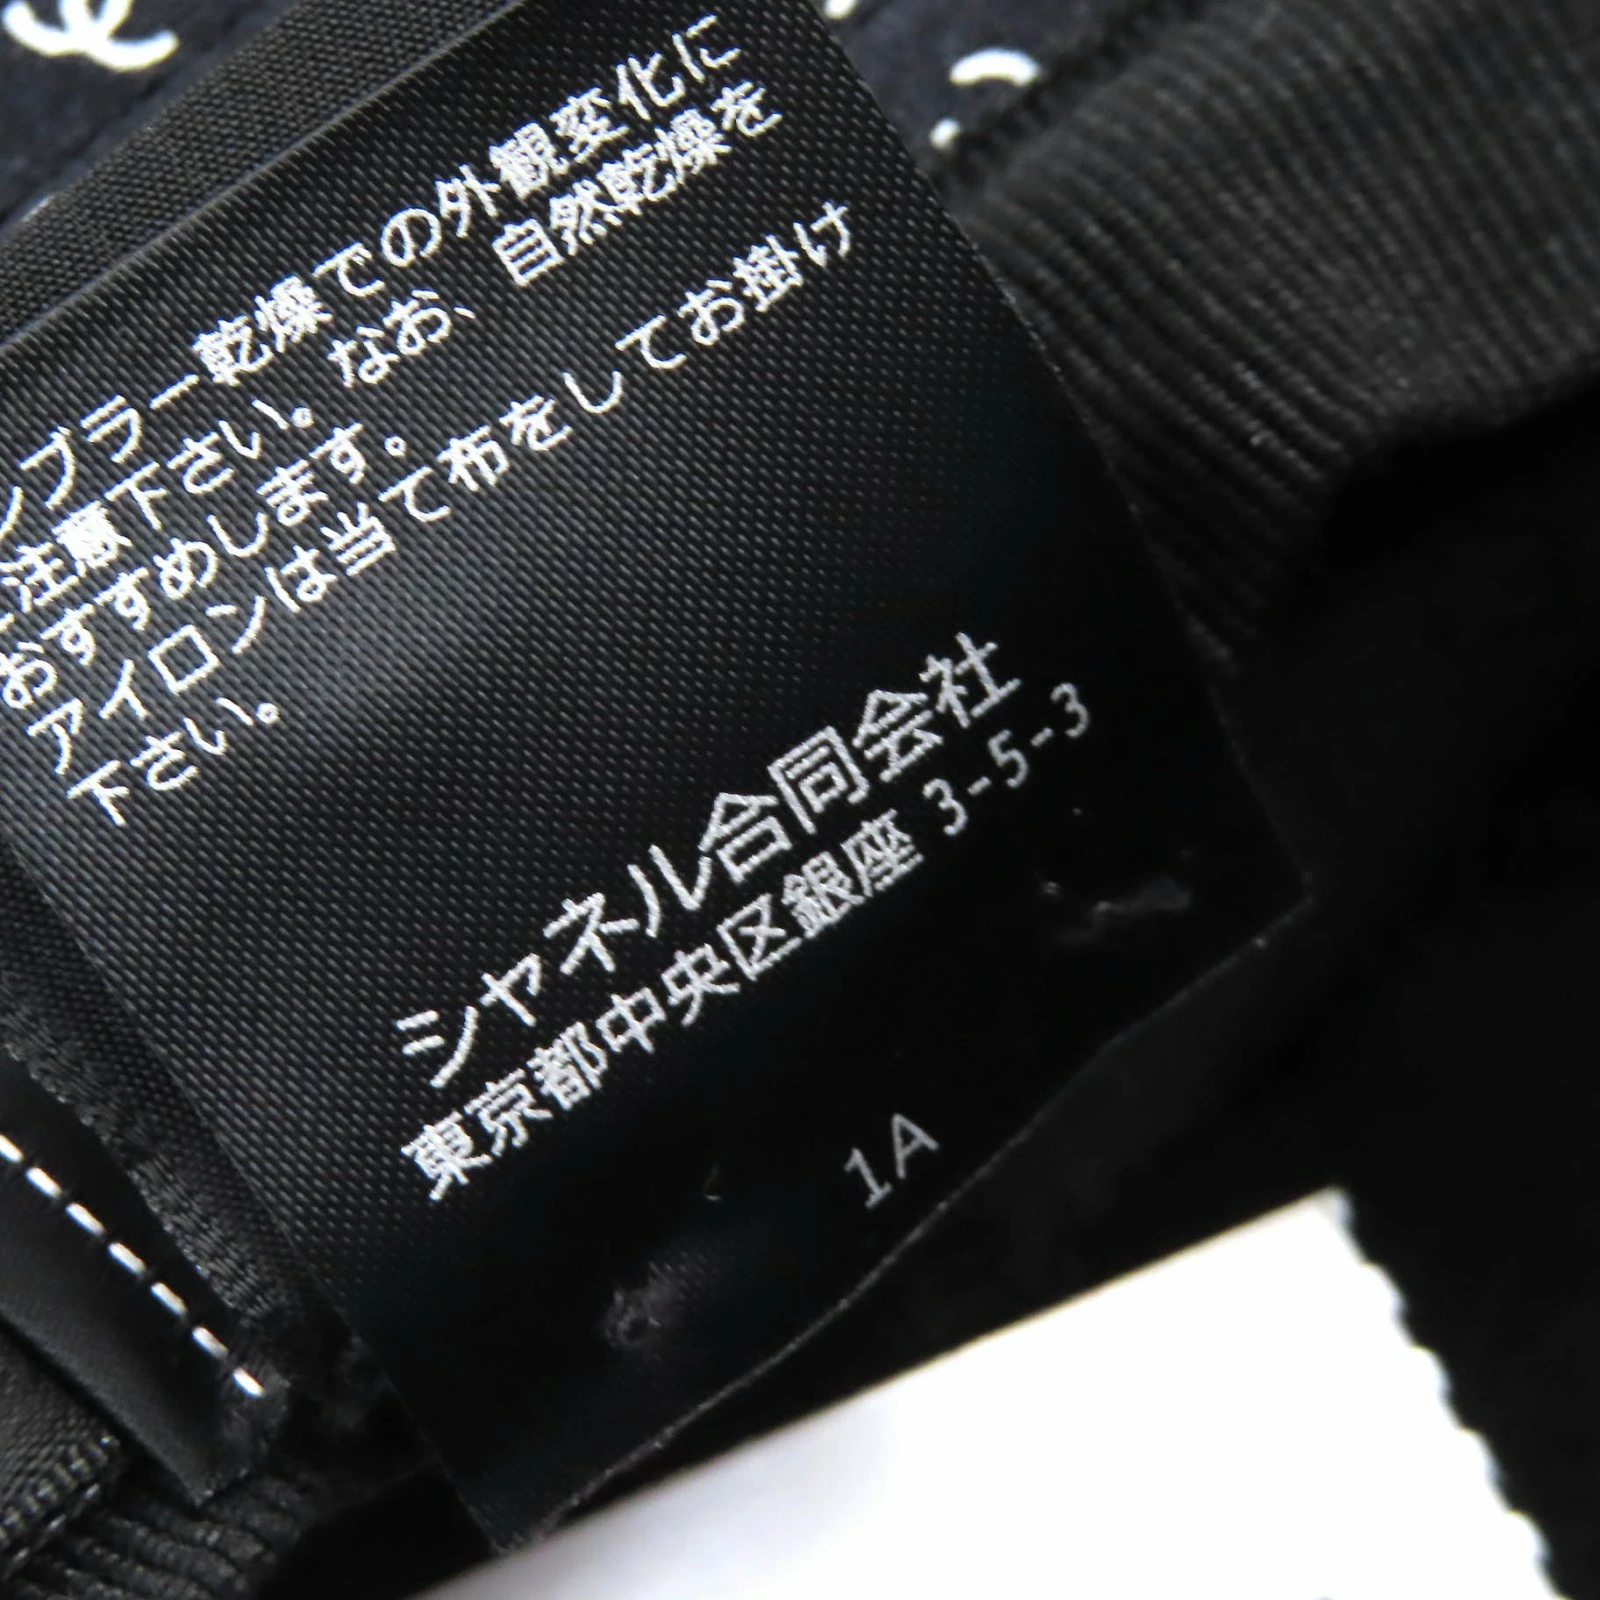 ンブラー乾燥での外観変化に
注意下さい。なお、自然乾燥を
おすすめします。
アイロンは当て布をしてお掛け
下さい。
シャネル合同会社
東京都中央区銀座 3-5-3
1A